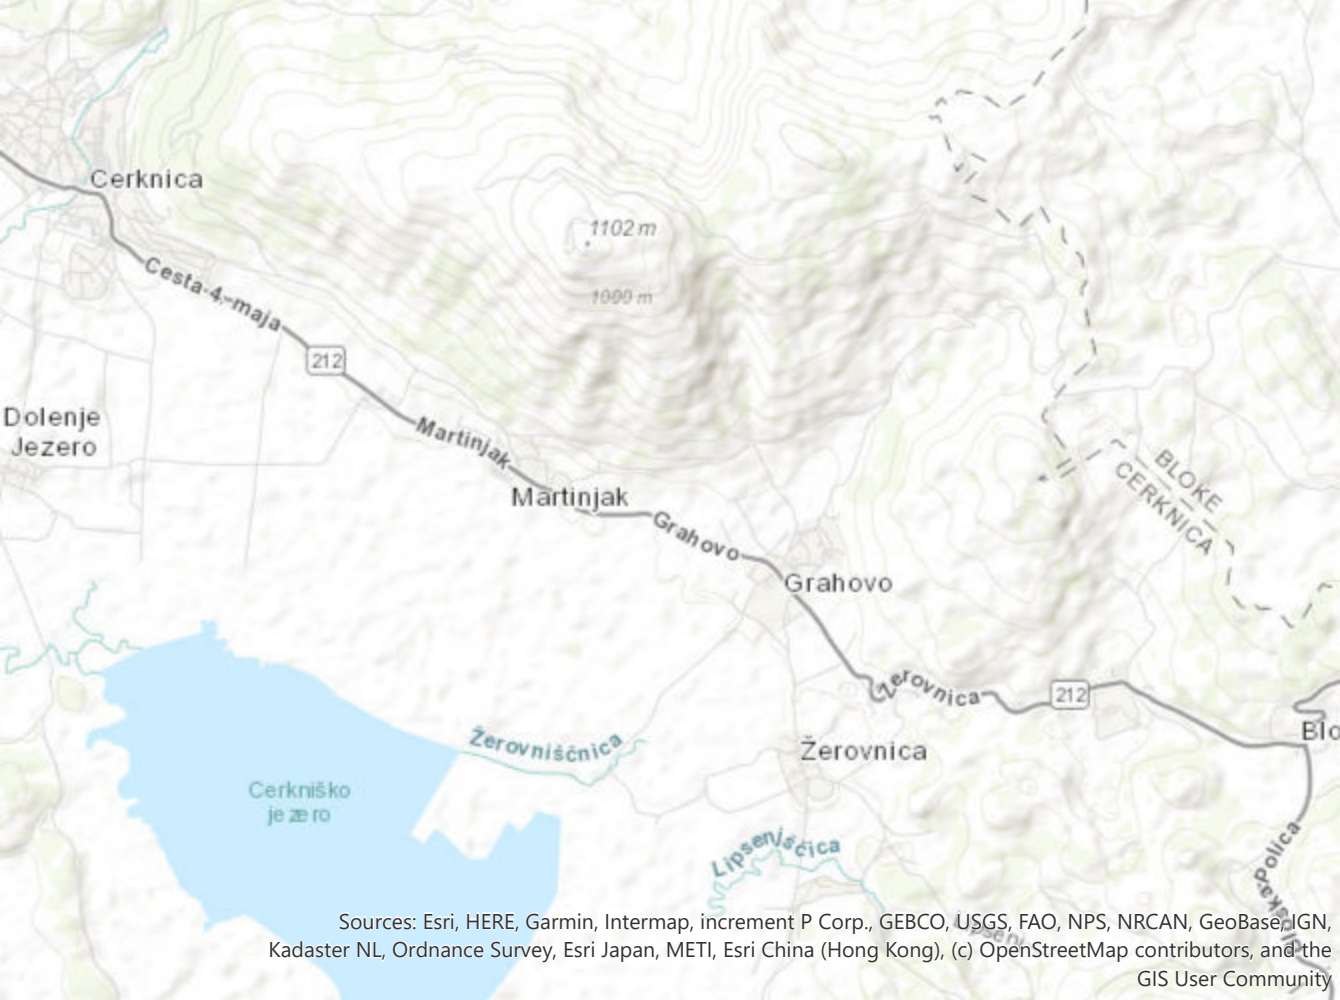 Cerknica
1102 m
1000 m
Cesta-4.-maja
212
Dolenje
Jezero
Martinjak
Martinjak
Grahovo
BLOKE
CERKNICA
Grahovo
Žerovnica
212
Blo
Žerovniščnica
Žerovnica
Cerkniško
jezero
Lipsenjščica
Polica
Sources: Esri, HERE, Garmin, Intermap, increment P Corp., GEBCO, USGS, FAO, NPS, NRCAN, GeoBase, IGN,
Kadaster NL, Ordnance Survey, Esri Japan, METI, Esri China (Hong Kong), (c) OpenStreetMap contributors, and the
GIS User Community